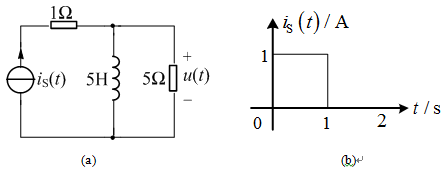 1Ω
iS(t)
5H
5Ω
+
u(t)
−
(a)
iS (t) / A
1
0
1
2
t / s
(b)↵